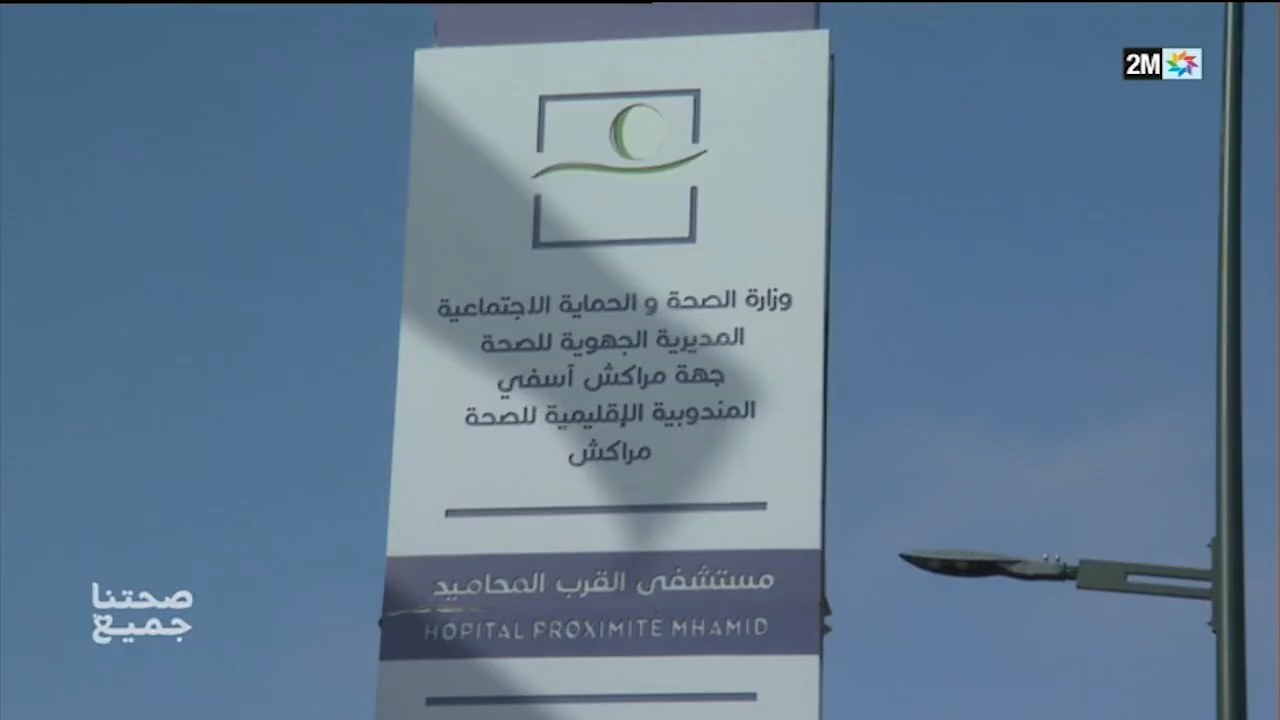 2M
وزارة الصحة و الحماية الاجتماعية
المديرية الجهوية للصحة
جهة مراكش آسفي
المندوبية الإقليمية للصحة
مراكش
مستشفى القرب المحاميد
HOPITAL PROXIMITÉ MHAMID
صحتنا
جميع